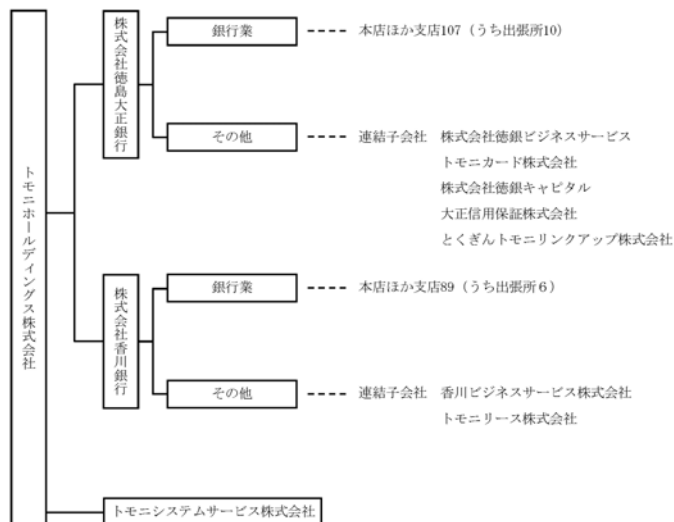 トモニホールディングス株式会社
株式会社徳島大正銀行
銀行業
本店ほか支店107（うち出張所10）
その他
連結子会社 株式会社徳銀ビジネスサービス
トモニカード株式会社
株式会社徳銀キャピタル
大正信用保証株式会社
とくぎんトモニリンクアップ株式会社
株式会社香川銀行
銀行業
本店ほか支店89（うち出張所６）
その他
連結子会社 香川ビジネスサービス株式会社
トモニリース株式会社
トモニシステムサービス株式会社